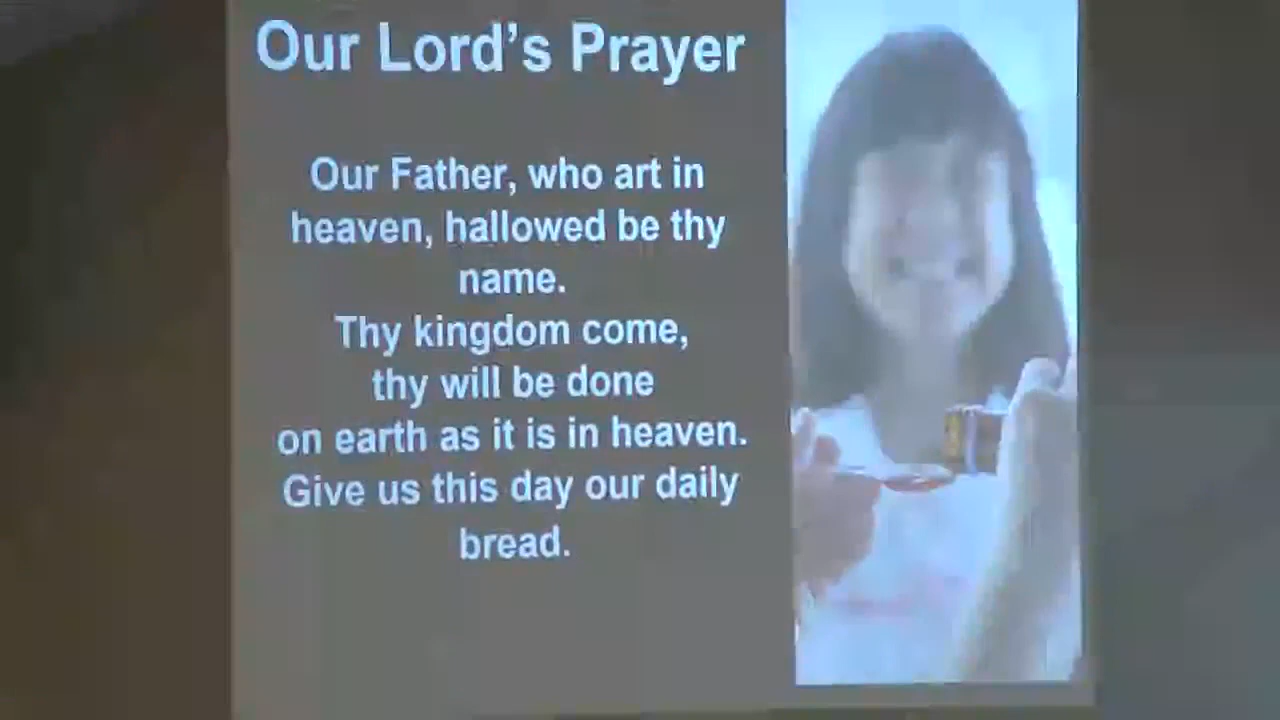 Our Lord's Prayer
Our Father, who art in
heaven, hallowed be thy
name.
Thy kingdom come,
thy will be done
on earth as it is in heaven.
Give us this day our daily
bread.